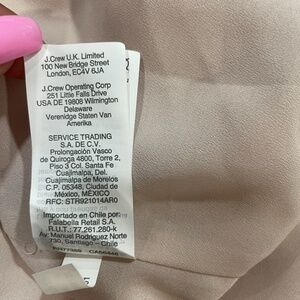 J.Crew U.K. Limited
100 New Bridge Street
London, EC4V 6JA
J.Crew Operating Corp
251 Little Falls Drive
USA DE 19808 Wilmington
Delaware
Verenidge Staten Van
Amerika
SERVICE TRADING
S.A. DE C.V.
Prolongación Vasco
de Quiroga 4800, Torre 2,
Piso 3 Col. Santa Fe
Cuajimalpa, Del.
Cuajimalpa de Morelos
C.P. 05348, Ciudad de
México, MÉXICO
RFC: STR921014AR0
Importado en Chile por
Falabella Retail S.A.
R.U.T.: 77.261.280-k
Av: Manuel Rodriguez Norte
730, Santiago - Chile